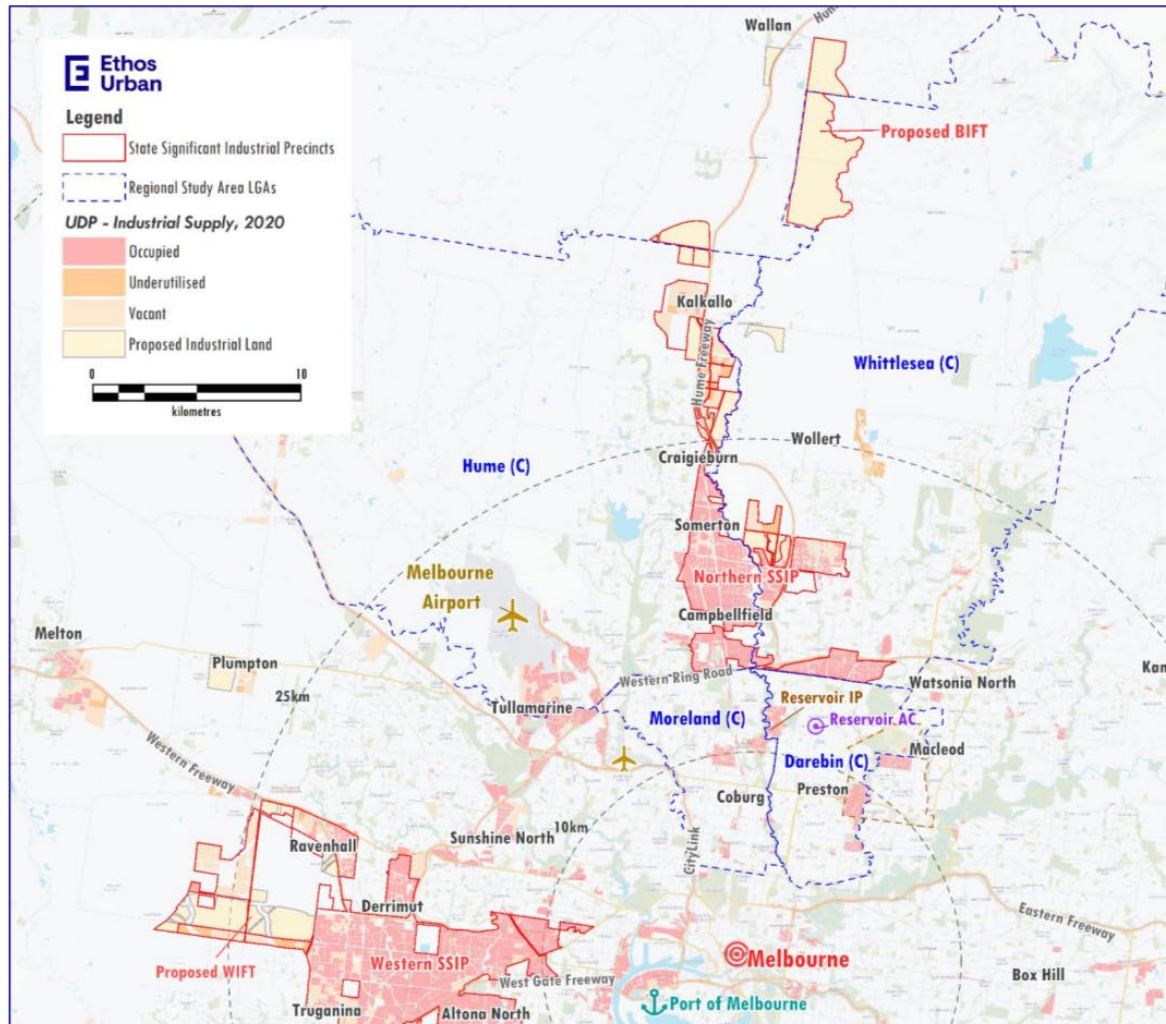 Ethos
Urban
Legend
State Significant Industrial Precincts
Regional Study Area LGAs
UDP - Industrial Supply, 2020
Occupied
Underutilised
Vacant
Proposed Industrial Land
0 10
kilometres
Wallan
Proposed BIFT
Kalkallo
Hume Freeway
Whittlesea (C)
Wollert
Craigieburn
Hume (C)
Somerton
Northern SSIP
Melbourne
Airport
Campbellfield
Melton
Plumpton
25km
Western Ring Road
Watsonia North
Tullamarine
Reservoir IP
Moreland (C)
Reservoir AC
Macleod
Darebin (C)
Western Freeway
Preston
Coburg
Sunshine North
10km
CityLink
Ravenhall
Derrimut
Eastern Freeway
Proposed WIFT
Western SSIP
West Gate Freeway
Melbourne
Box Hill
Port of Melbourne
Truganina
Altona North